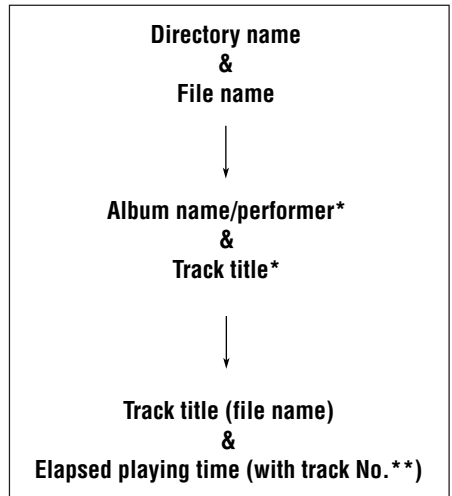 Directory name
&
File name
Album name/performer*
&
Track title*
Track title (file name)
&
Elapsed playing time (with track No.**)